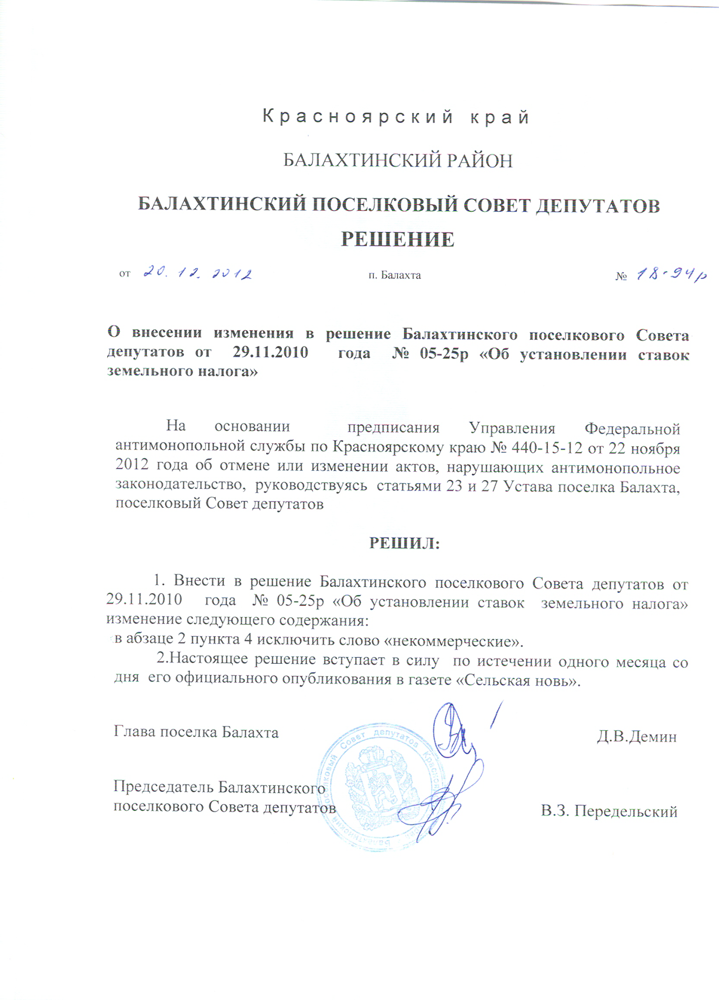 Красноярский край
БАЛАХТИНСКИЙ РАЙОН
БАЛАХТИНСКИЙ ПОСЕЛКОВЫЙ СОВЕТ ДЕПУТАТОВ
РЕШЕНИЕ
от 20.12.2012 п. Балахта № 18-94р
О внесении изменения в решение Балахтинского поселкового Совета
депутатов от 29.11.2010 года № 05-25р «Об установлении ставок
земельного налога»
На основании предписания Управления Федеральной
антимонопольной службы по Красноярскому краю № 440-15-12 от 22 ноября
2012 года об отмене или изменении актов, нарушающих антимонопольное
законодательство, руководствуясь статьями 23 и 27 Устава поселка Балахта,
поселковый Совет депутатов
РЕШИЛ:
1. Внести в решение Балахтинского поселкового Совета депутатов от
29.11.2010 года № 05-25р «Об установлении ставок земельного налога»
изменение следующего содержания:
в абзаце 2 пункта 4 исключить слово «некоммерческие».
2.Настоящее решение вступает в силу по истечении одного месяца со
дня его официального опубликования в газете «Сельская новь».
Глава поселка Балахта Д.В.Демин
Председатель Балахтинского
поселкового Совета депутатов В.З. Передельский
Балахтинский поселковый Совет депутатов